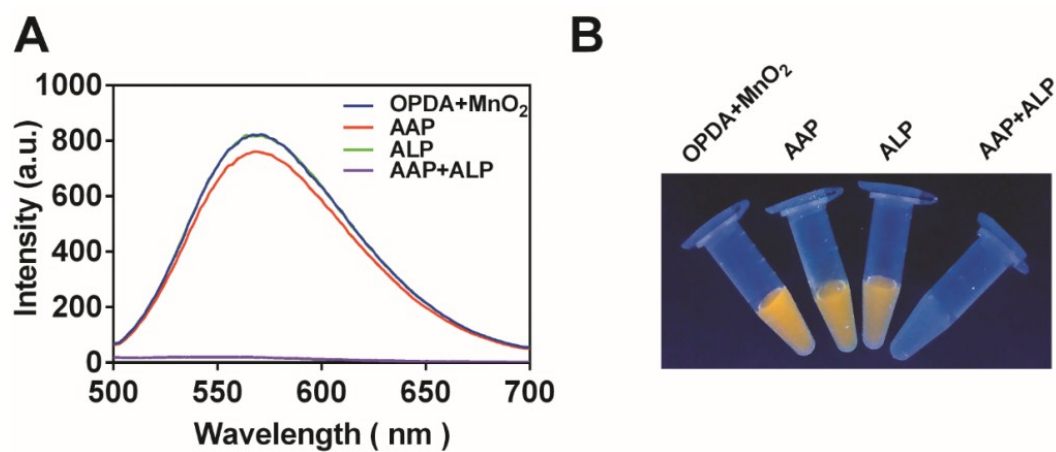 A
Intensity (a.u.)
1000
800
600
400
200
0
500 550 600 650 700
Wavelength ( nm )
OPDA+MnO₂
AAP
ALP
AAP+ALP
B
OPDA+MnO₂
AAP
ALP
AAP+ALP